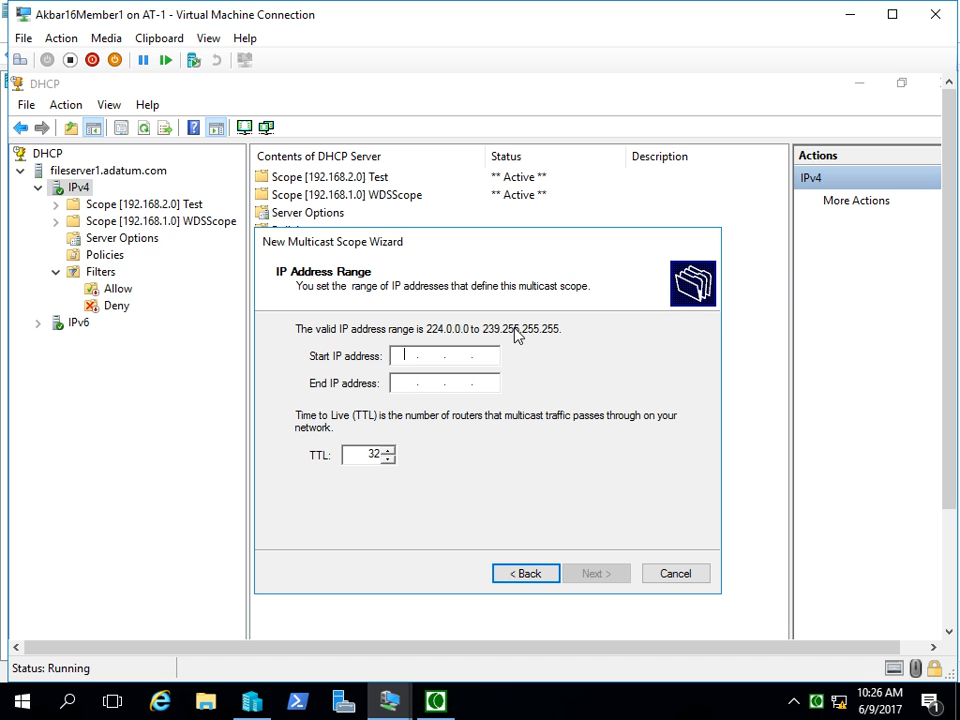 Akbar16Member1 on AT-1 - Virtual Machine Connection
File Action Media Clipboard View Help
DHCP
File Action View Help
DHCP
fileserver1.adatum.com
IPv4
Scope [192.168.2.0] Test
Scope [192.168.1.0] WDSScope
Server Options
Policies
Filters
Allow
Deny
IPv6
Contents of DHCP Server Status Description
Scope [192.168.2.0] Test ** Active **
Scope [192.168.1.0] WDSScope ** Active **
Server Options
Actions
IPv4
More Actions
New Multicast Scope Wizard
IP Address Range
You set the range of IP addresses that define this multicast scope.
The valid IP address range is 224.0.0.0 to 239.255.255.255.
Start IP address: . . .
End IP address: . . .
Time to Live (TTL) is the number of routers that multicast traffic passes through on your
network.
TTL: 32
< Back Next > Cancel
Status: Running
10:26 AM
6/9/2017
1